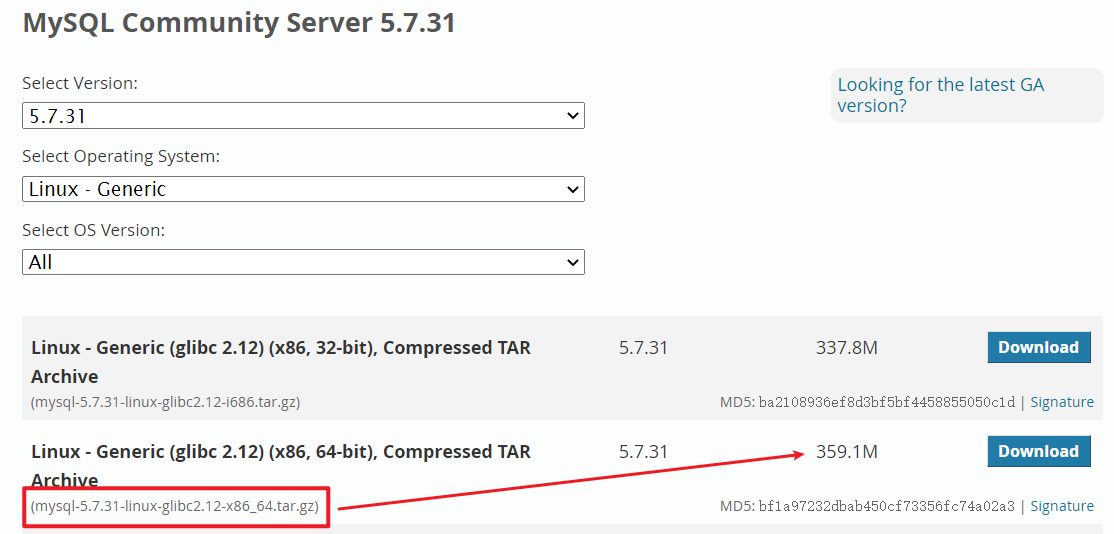 MySQL Community Server 5.7.31
Select Version:
Looking for the latest GA
version?
5.7.31
Select Operating System:
Linux - Generic
Select OS Version:
All
Linux - Generic (glibc 2.12) (x86, 32-bit), Compressed TAR 5.7.31 337.8M Download
Archive
(mysql-5.7.31-linux-glibc2.12-i686.tar.gz) MD5: ba2108936ef8d3bf5bf4458855050c1d | Signature
Linux - Generic (glibc 2.12) (x86, 64-bit), Compressed TAR 5.7.31 359.1M Download
Archive
(mysql-5.7.31-linux-glibc2.12-x86_64.tar.gz) MD5: bf1a97232dbab450cf73356fc74a02a3 | Signature